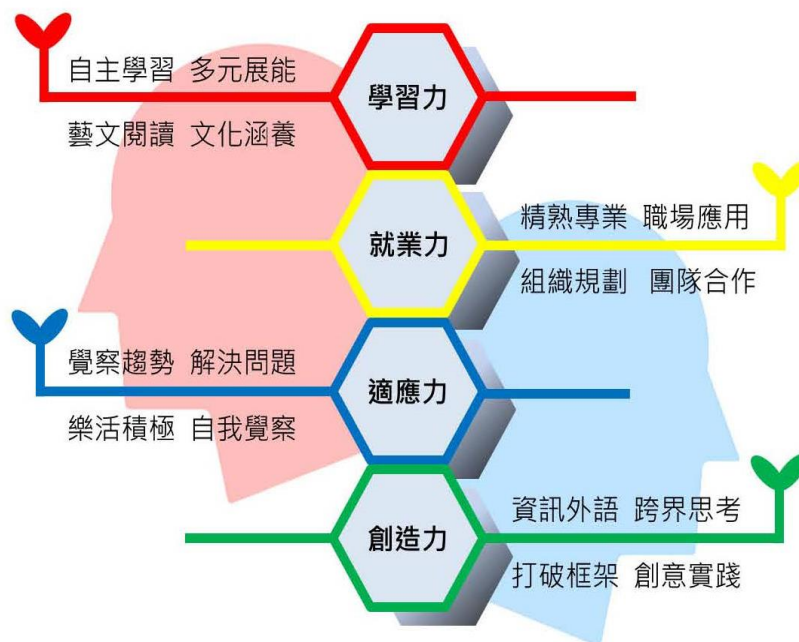 自主學習 多元展能
學習力
藝文閱讀 文化涵養
精熟專業 職場應用
就業力
組織規劃 團隊合作
覺察趨勢 解決問題
適應力
樂活積極 自我覺察
資訊外語 跨界思考
創造力
打破框架 創意實踐